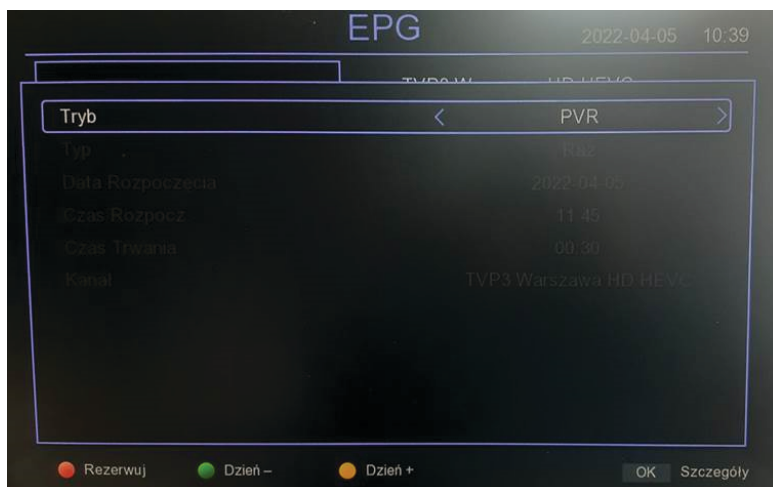 EPG
2022-04-05 10:39
Tryb PVR
Typ Raz
Data Rozpoczecia 2022-04-05
Czas Rozpocz 11:45
Czas Trwania 00:30
Kanał TVP3 Warszawa HD HEVC
Rezerwuj Dzień – Dzień + OK Szczegóły